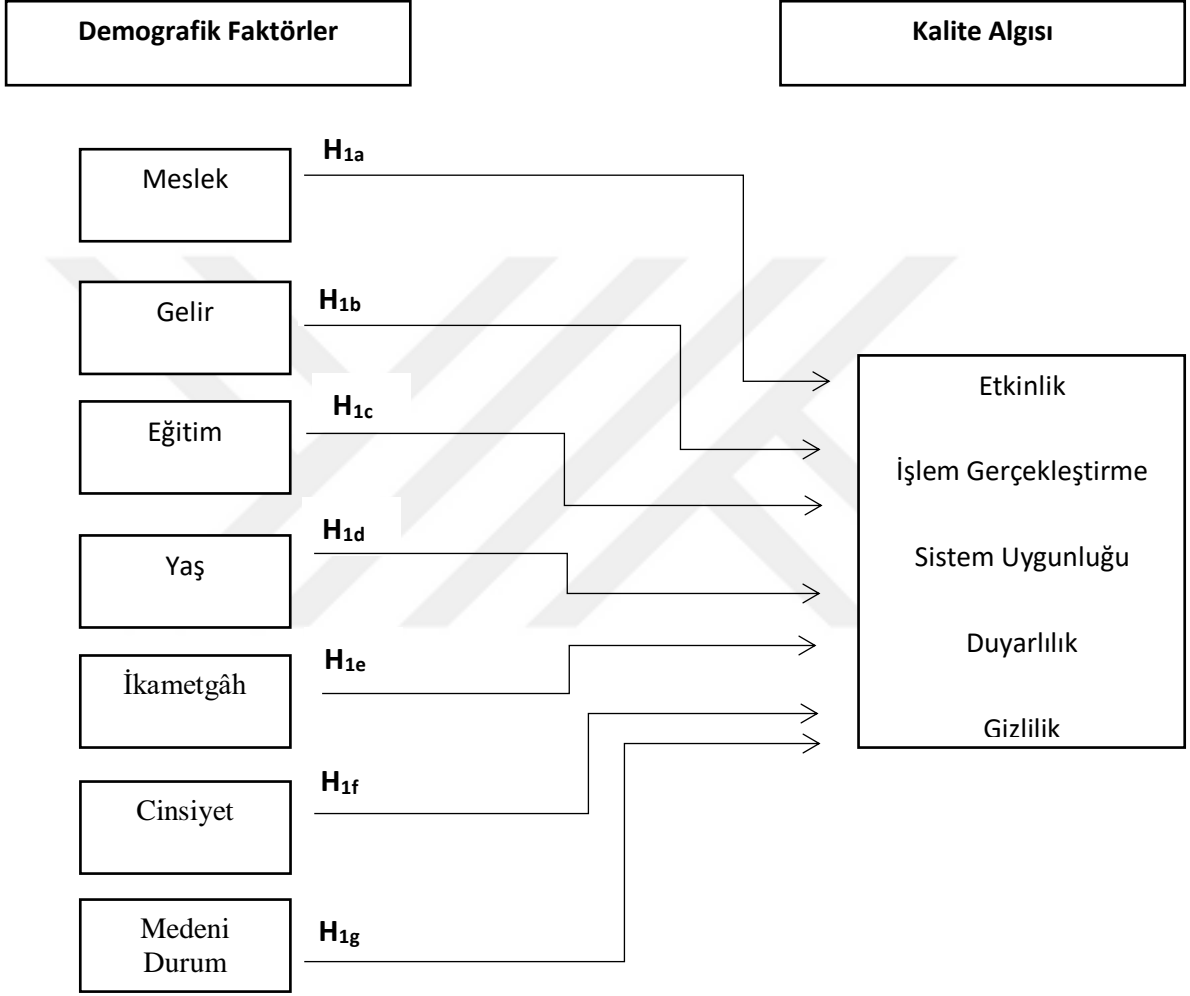 Demografik Faktörler
Kalite Algısı
H1a
Meslek
H1b
Gelir
H1c
Eğitim
H1d
Yaş
H1e
İkametgâh
H1f
Cinsiyet
H1g
Medeni
Durum
Etkinlik
İşlem Gerçekleştirme
Sistem Uygunluğu
Duyarlılık
Gizlilik